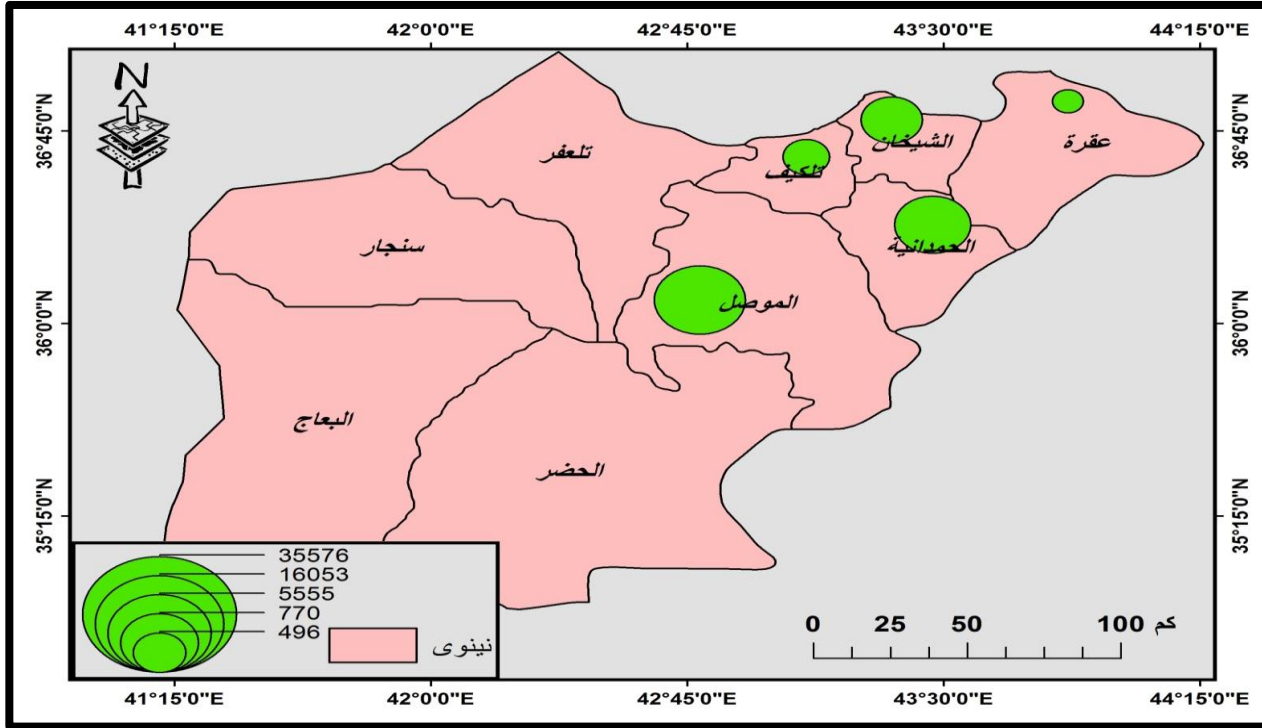 41°15'0"E 42°0'0"E 42°45'0"E 43°30'0"E 44°15'0"E
36°45'0"N
36°0'0"N
35°15'0"N
N
عقرة
الشيخان
تلكيف
تلعفر
الحمدانية
سنجار
الموصل
البعاج
الحضر
35576
16053
5555
770
496
نينوى
0 25 50 100 كم
36°45'0"N
36°0'0"N
35°15'0"N
41°15'0"E 42°0'0"E 42°45'0"E 43°30'0"E 44°15'0"E